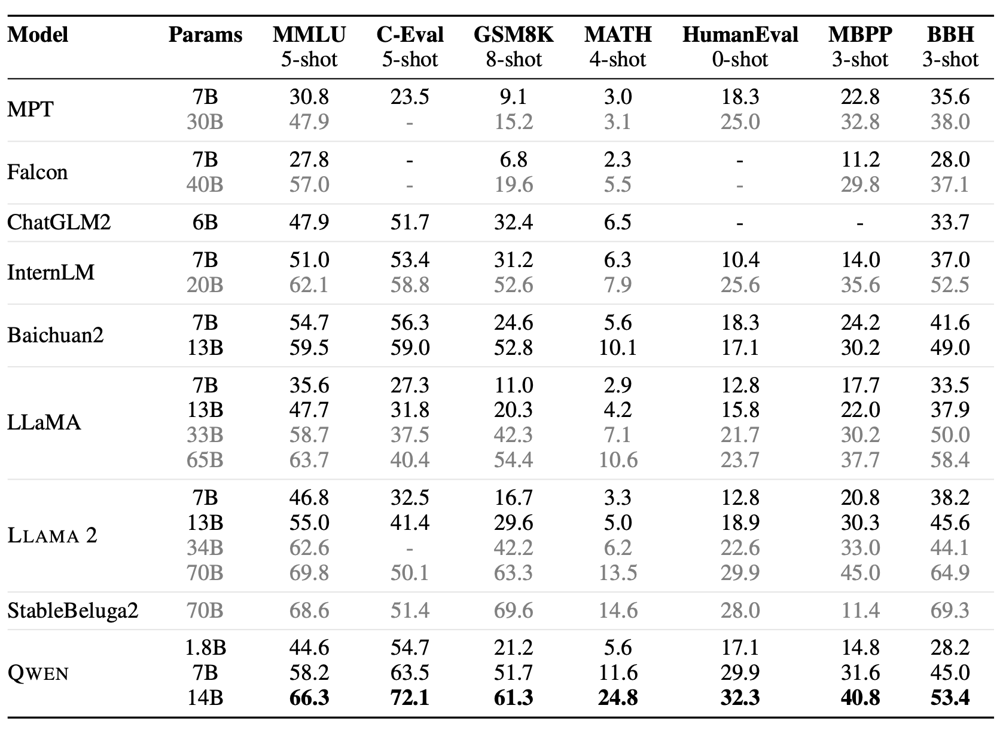 Model Params MMLU C-Eval GSM8K MATH HumanEval MBPP BBH
5-shot 5-shot 8-shot 4-shot 0-shot 3-shot 3-shot
MPT
7B 30.8 23.5 9.1 3.0 18.3 22.8 35.6
30B 47.9 - 15.2 3.1 25.0 32.8 38.0
Falcon
7B 27.8 - 6.8 2.3 - 11.2 28.0
40B 57.0 - 19.6 5.5 - 29.8 37.1
ChatGLM2 6B 47.9 51.7 32.4 6.5 - - 33.7
InternLM
7B 51.0 53.4 31.2 6.3 10.4 14.0 37.0
20B 62.1 58.8 52.6 7.9 25.6 35.6 52.5
Baichuan2
7B 54.7 56.3 24.6 5.6 18.3 24.2 41.6
13B 59.5 59.0 52.8 10.1 17.1 30.2 49.0
LLaMA
7B 35.6 27.3 11.0 2.9 12.8 17.7 33.5
13B 47.7 31.8 20.3 4.2 15.8 22.0 37.9
33B 58.7 37.5 42.3 7.1 21.7 30.2 50.0
65B 63.7 40.4 54.4 10.6 23.7 37.7 58.4
LLAMA 2
7B 46.8 32.5 16.7 3.3 12.8 20.8 38.2
13B 55.0 41.4 29.6 5.0 18.9 30.3 45.6
34B 62.6 - 42.2 6.2 22.6 33.0 44.1
70B 69.8 50.1 63.3 13.5 29.9 45.0 64.9
StableBeluga2 70B 68.6 51.4 69.6 14.6 28.0 11.4 69.3
QWEN
1.8B 44.6 54.7 21.2 5.6 17.1 14.8 28.2
7B 58.2 63.5 51.7 11.6 29.9 31.6 45.0
14B 66.3 72.1 61.3 24.8 32.3 40.8 53.4